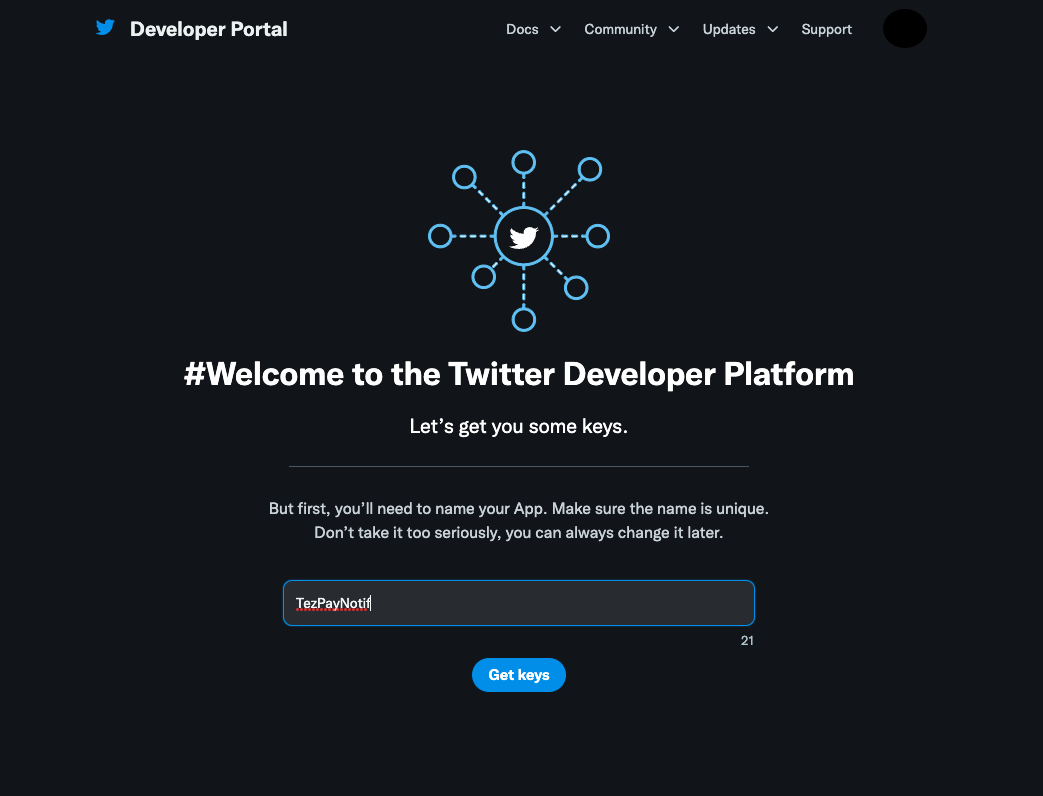 Developer Portal
Docs Community Updates Support
#Welcome to the Twitter Developer Platform
Let’s get you some keys.
But first, you’ll need to name your App. Make sure the name is unique.
Don’t take it too seriously, you can always change it later.
TezPayNotif
21
Get keys